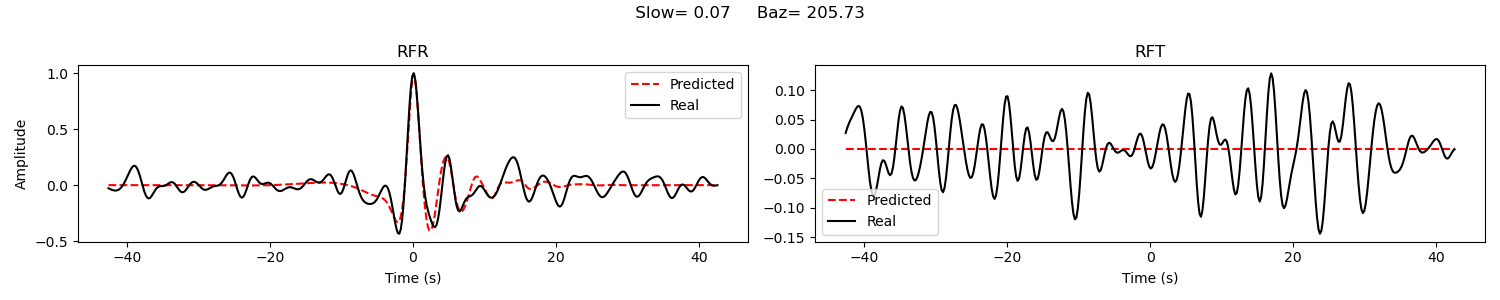 Slow= 0.07     Baz= 205.73
RFR
RFT
Amplitude
1.0
0.5
0.0
−0.5
−40
−20
0
20
40
Time (s)
Predicted
Real
0.10
0.05
0.00
−0.05
−0.10
−0.15
−40
−20
0
20
40
Time (s)
Predicted
Real